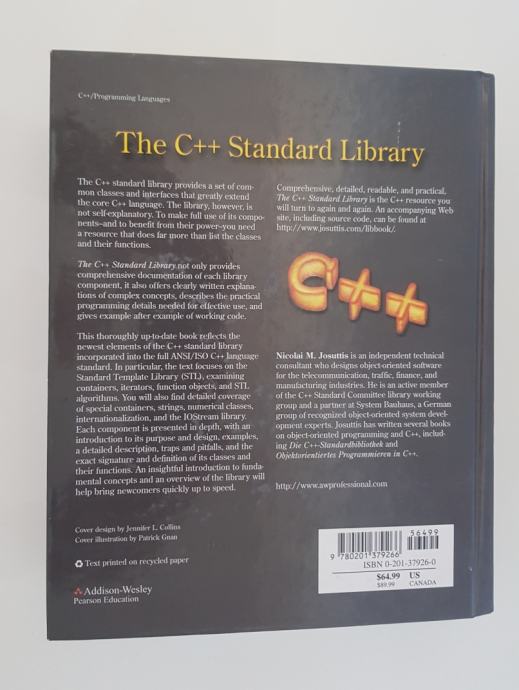 C++/Programming Languages
The C++ Standard Library
The C++ standard library provides a set of com-
mon classes and interfaces that greatly extend
the core C++ language. The library, however, is
not self-explanatory. To make full use of its compo-
nents–and to benefit from their power–you need
a resource that does far more than list the classes
and their functions.
The C++ Standard Library not only provides
comprehensive documentation of each library
component, it also offers clearly written explana-
tions of complex concepts, describes the practical
programming details needed for effective use, and
gives example after example of working code.
This thoroughly up-to-date book reflects the
newest elements of the C++ standard library
incorporated into the full ANSI/ISO C++ language
standard. In particular, the text focuses on the
Standard Template Library (STL), examining
containers, iterators, function objects, and STL
algorithms. You will also find detailed coverage
of special containers, strings, numerical classes,
internationalization, and the IOStream library.
Each component is presented in depth, with an
introduction to its purpose and design, examples,
a detailed description, traps and pitfalls, and the
exact signature and definition of its classes and
their functions. An insightful introduction to funda-
mental concepts and an overview of the library will
help bring newcomers quickly up to speed.
Comprehensive, detailed, readable, and practical,
The C++ Standard Library is the C++ resource you
will turn to again and again. An accompanying Web
site, including source code, can be found at
http://www.josuttis.com/libbook/.
C++
Nicolai M. Josuttis is an independent technical
consultant who designs object-oriented software
for the telecommunication, traffic, finance, and
manufacturing industries. He is an active member
of the C++ Standard Committee library working
group and a partner at System Bauhaus, a German
group of recognized object-oriented system devel-
opment experts. Josuttis has written several books
on object-oriented programming and C++, includ-
ing Die C++-Standardbibliothek and
Objektorientiertes Programmieren in C++.
http://www.awprofessional.com
Cover design by Jennifer L. Collins
Cover illustration by Patrick Gnan
Text printed on recycled paper
Addison-Wesley
Pearson Education
56499
9 780201 379266
ISBN 0-201-37926-0
$64.99 US
$89.99 CANADA